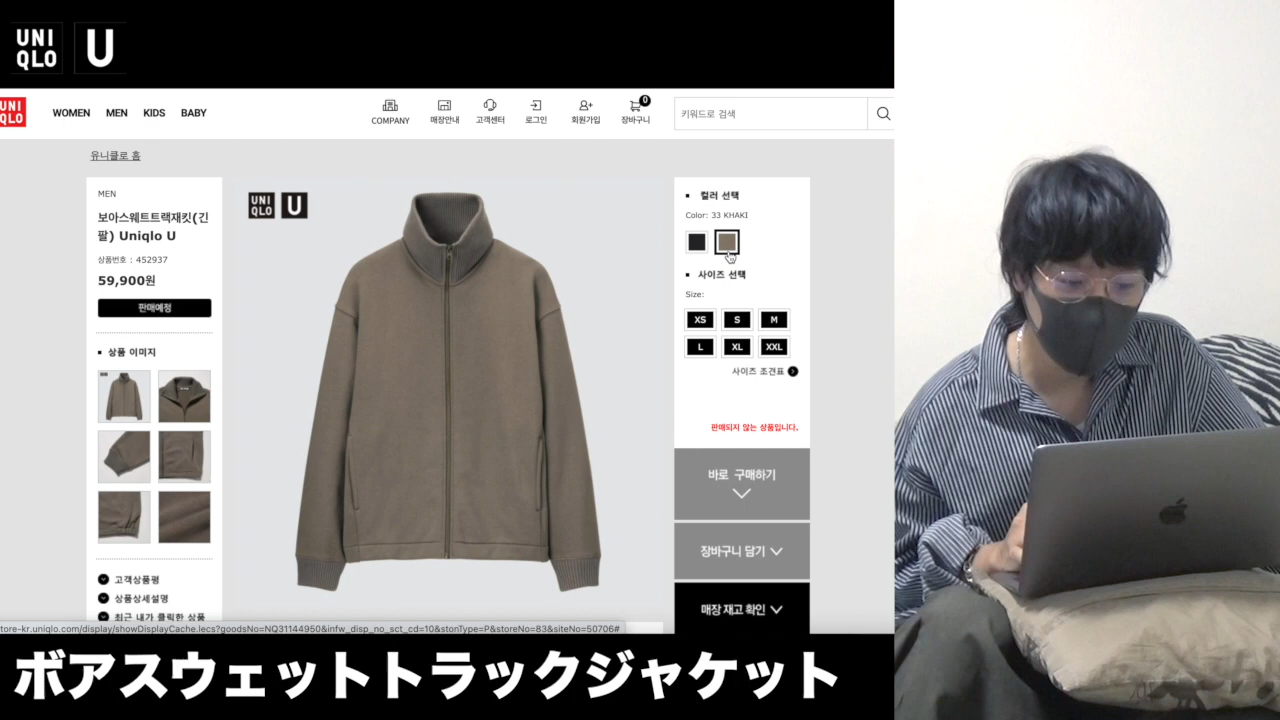 UNI
QLO
U
UNI
QLO
WOMEN MEN KIDS BABY
COMPANY 매장안내 고객센터 로그인 회원가입 장바구니 0
키워드로 검색
유니클로 홈
MEN
보아스웨트트랙재킷(긴
팔) Uniqlo U
상품번호 : 452937
59,900원
판매예정
상품 이미지
고객상품평
상품상세설명
최근 내가 클릭한 상품
UNI
QLO
U
컬러 선택
Color: 33 KHAKI
사이즈 선택
Size:
XS S M
L XL XXL
사이즈 조견표
판매되지 않는 상품입니다.
바로 구매하기
장바구니 담기
매장 재고 확인
tore-kr.uniqlo.com/display/showDisplayCache.lecs?goodsNo=NQ31144950&infw_disp_no_sct_cd=10&stonType=P&storeNo=83&siteNo=50706#
ボアスウェットトラックジャケット